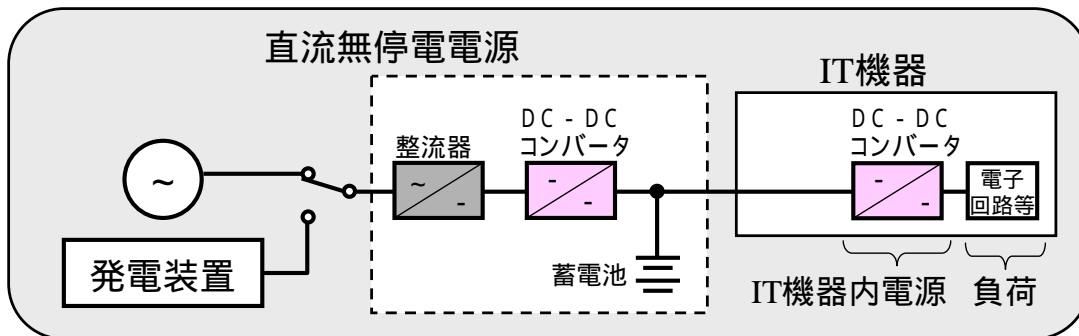 直流無停電電源
IT機器
整流器
DC-DC
コンバータ
DC-DC
コンバータ
~
~
-
-
-
-
-
電子
回路等
発電装置
蓄電池
IT機器内電源
負荷